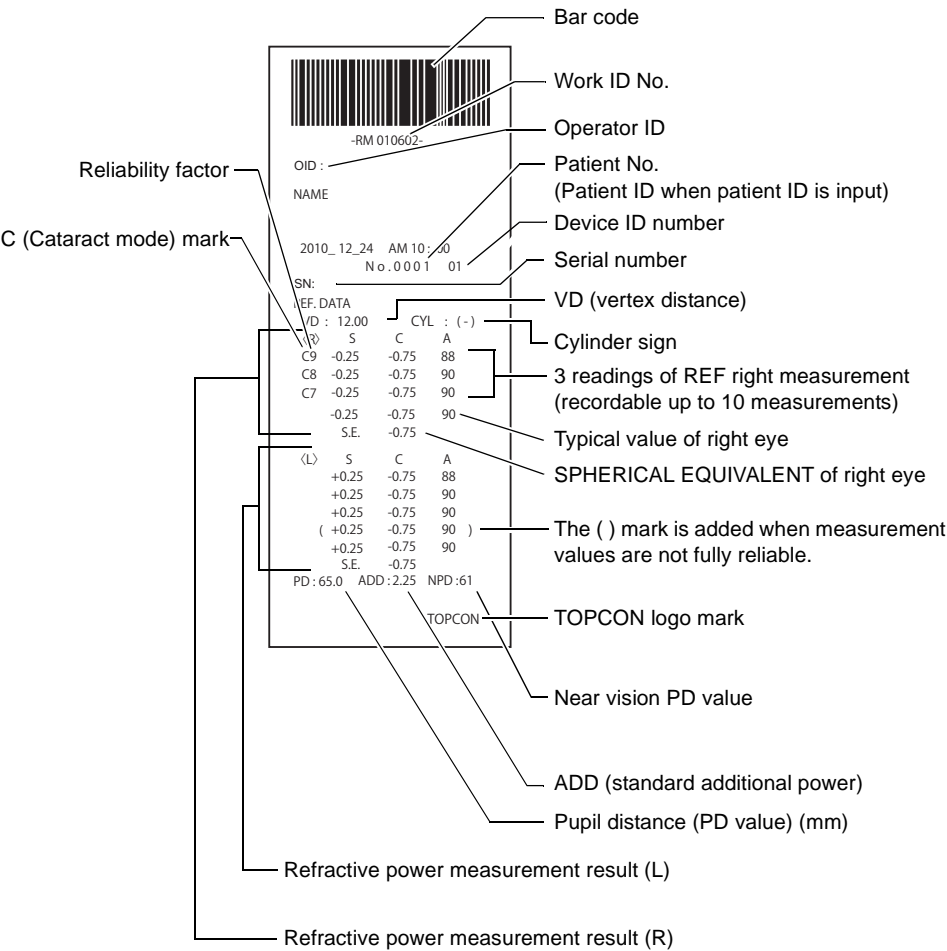 Bar code
Work ID No.
-RM 010602-
Operator ID
OID :
Patient No.
(Patient ID when patient ID is input)
Reliability factor
NAME
Device ID number
C (Cataract mode) mark
2010_ 12_24 AM 10 : 00
No.0001 01
Serial number
SN:
REF. DATA
VD (vertex distance)
VD : 12.00 CYL : (-)
Cylinder sign
〈R〉 S C A
C9 -0.25 -0.75 88
C8 -0.25 -0.75 90
3 readings of REF right measurement
(recordable up to 10 measurements)
C7 -0.25 -0.75 90
-0.25 -0.75 90
Typical value of right eye
S.E. -0.75
SPHERICAL EQUIVALENT of right eye
〈L〉 S C A
+0.25 -0.75 88
+0.25 -0.75 90
+0.25 -0.75 90
( +0.25 -0.75 90 )
The ( ) mark is added when measurement
values are not fully reliable.
+0.25 -0.75 90
S.E. -0.75
PD : 65.0 ADD : 2.25 NPD :61
TOPCON
TOPCON logo mark
Near vision PD value
ADD (standard additional power)
Pupil distance (PD value) (mm)
Refractive power measurement result (L)
Refractive power measurement result (R)